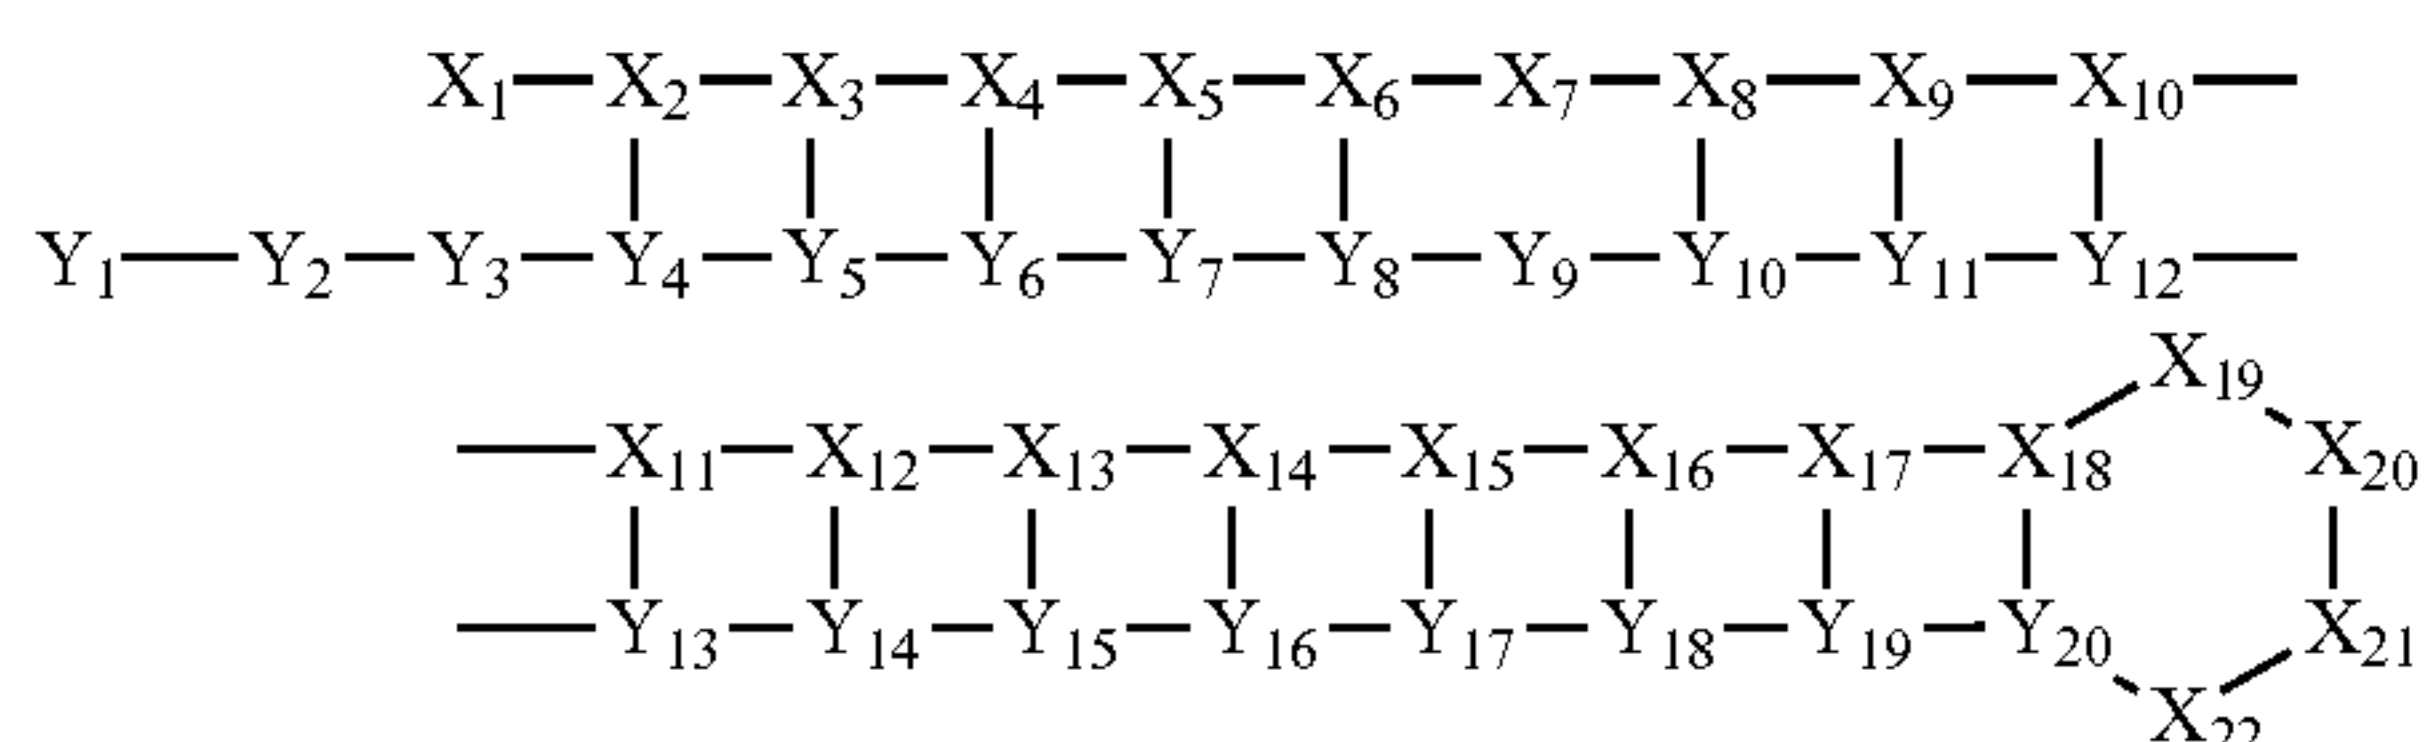 X₁ X₂ X₃ X₄ X₅ X₆ X₇ X₈ X₉ X₁₀
Y₁ Y₂ Y₃ Y₄ Y₅ Y₆ Y₇ Y₈ Y₉ Y₁₀ Y₁₁ Y₁₂
X₁₉
X₁₁ X₁₂ X₁₃ X₁₄ X₁₅ X₁₆ X₁₇ X₁₈ X₂₀
Y₁₃ Y₁₄ Y₁₅ Y₁₆ Y₁₇ Y₁₈ Y₁₉ Y₂₀ X₂₁
X₂₂